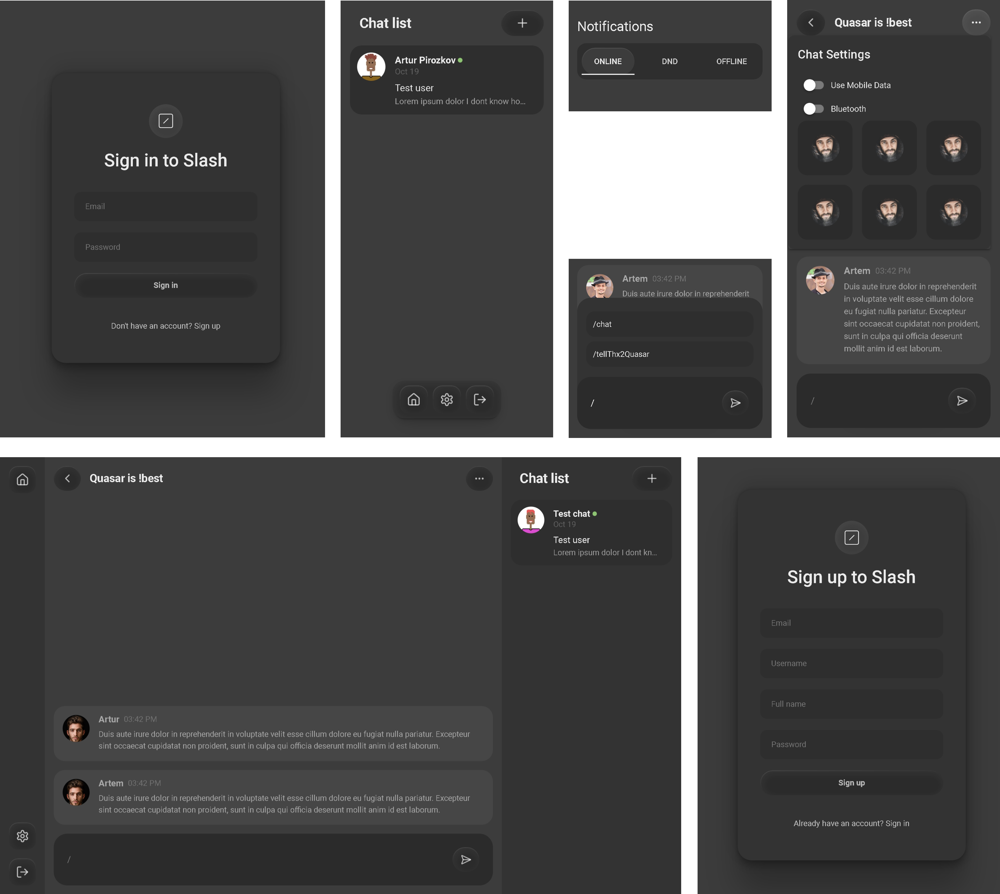 Sign in to Slash
Email
Password
Sign in
Don't have an account? Sign up
Chat list
Artur Pirozkov
Oct 19
Test user
Lorem ipsum dolor I dont know ho...
Notifications
ONLINE
DND
OFFLINE
Artem 03:42 PM
Duis aute irure dolor in reprehenderit
/chat
/tellThx2Quasar
/
Quasar is !best
Chat Settings
Use Mobile Data
Bluetooth
Artem 03:42 PM
Duis aute irure dolor in reprehenderit
in voluptate velit esse cillum dolore
eu fugiat nulla pariatur. Excepteur
sint occaecat cupidatat non proident,
sunt in culpa qui officia deserunt
mollit anim id est laborum.
/
Quasar is !best
Artur 03:42 PM
Duis aute irure dolor in reprehenderit in voluptate velit esse cillum dolore eu fugiat nulla pariatur. Excepteur
sint occaecat cupidatat non proident, sunt in culpa qui officia deserunt mollit anim id est laborum.
Artem 03:42 PM
Duis aute irure dolor in reprehenderit in voluptate velit esse cillum dolore eu fugiat nulla pariatur. Excepteur
sint occaecat cupidatat non proident, sunt in culpa qui officia deserunt mollit anim id est laborum.
/
Chat list
Test chat
Oct 19
Test user
Lorem ipsum dolor I dont kn...
Sign up to Slash
Email
Username
Full name
Password
Sign up
Already have an account? Sign in